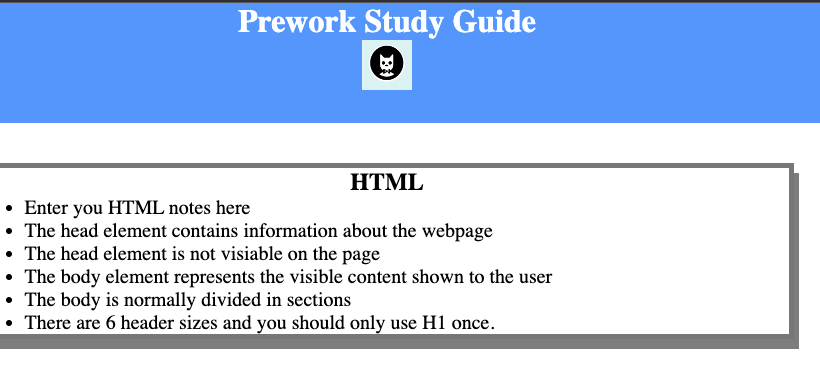 Prework Study Guide
HTML
Enter you HTML notes here
The head element contains information about the webpage
The head element is not visiable on the page
The body element represents the visible content shown to the user
The body is normally divided in sections
There are 6 header sizes and you should only use H1 once.